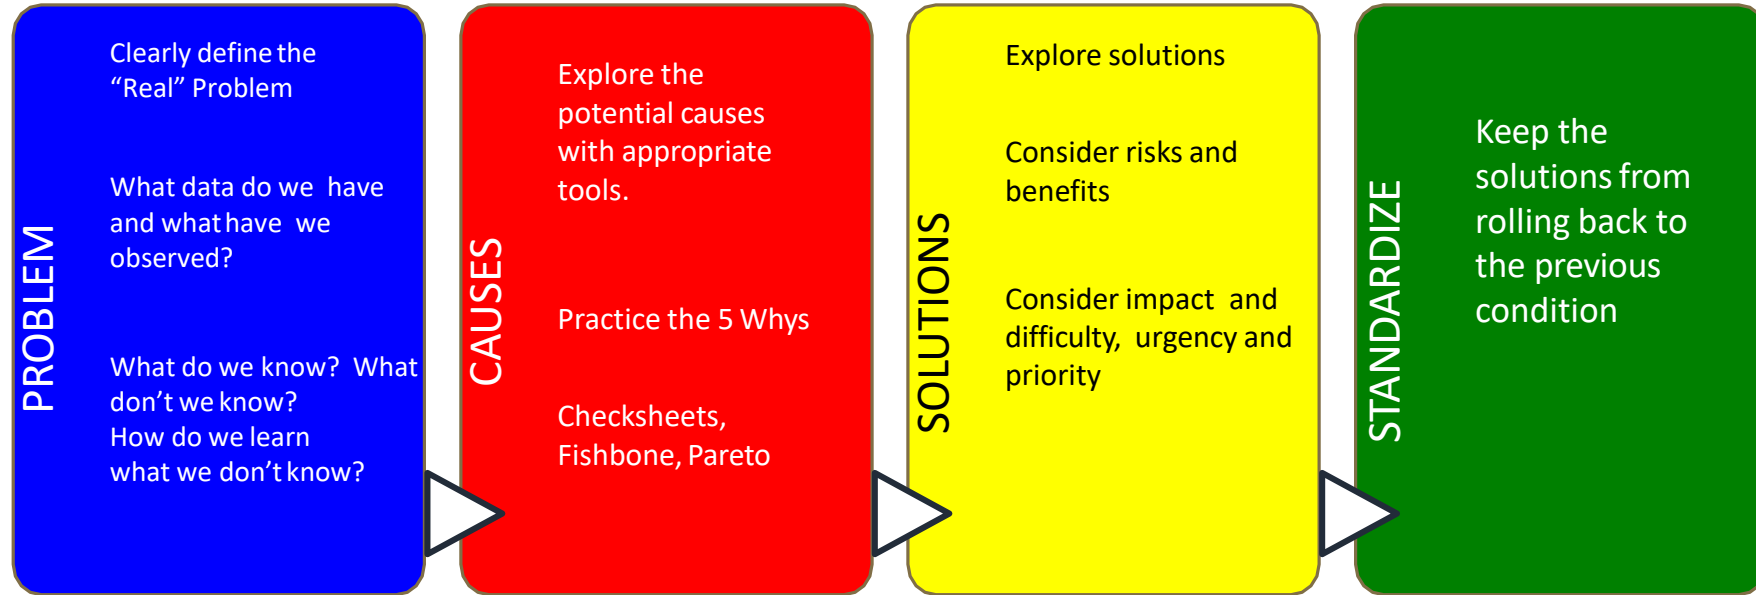 PROBLEM
Clearly define the
“Real” Problem
What data do we have
and what have we
observed?
What do we know? What
don’t we know?
How do we learn
what we don’t know?
CAUSES
Explore the
potential causes
with appropriate
tools.
Practice the 5 Whys
Checksheets,
Fishbone, Pareto
SOLUTIONS
Explore solutions
Consider risks and
benefits
Consider impact and
difficulty, urgency and
priority
STANDARDIZE
Keep the
solutions from
rolling back to
the previous
condition